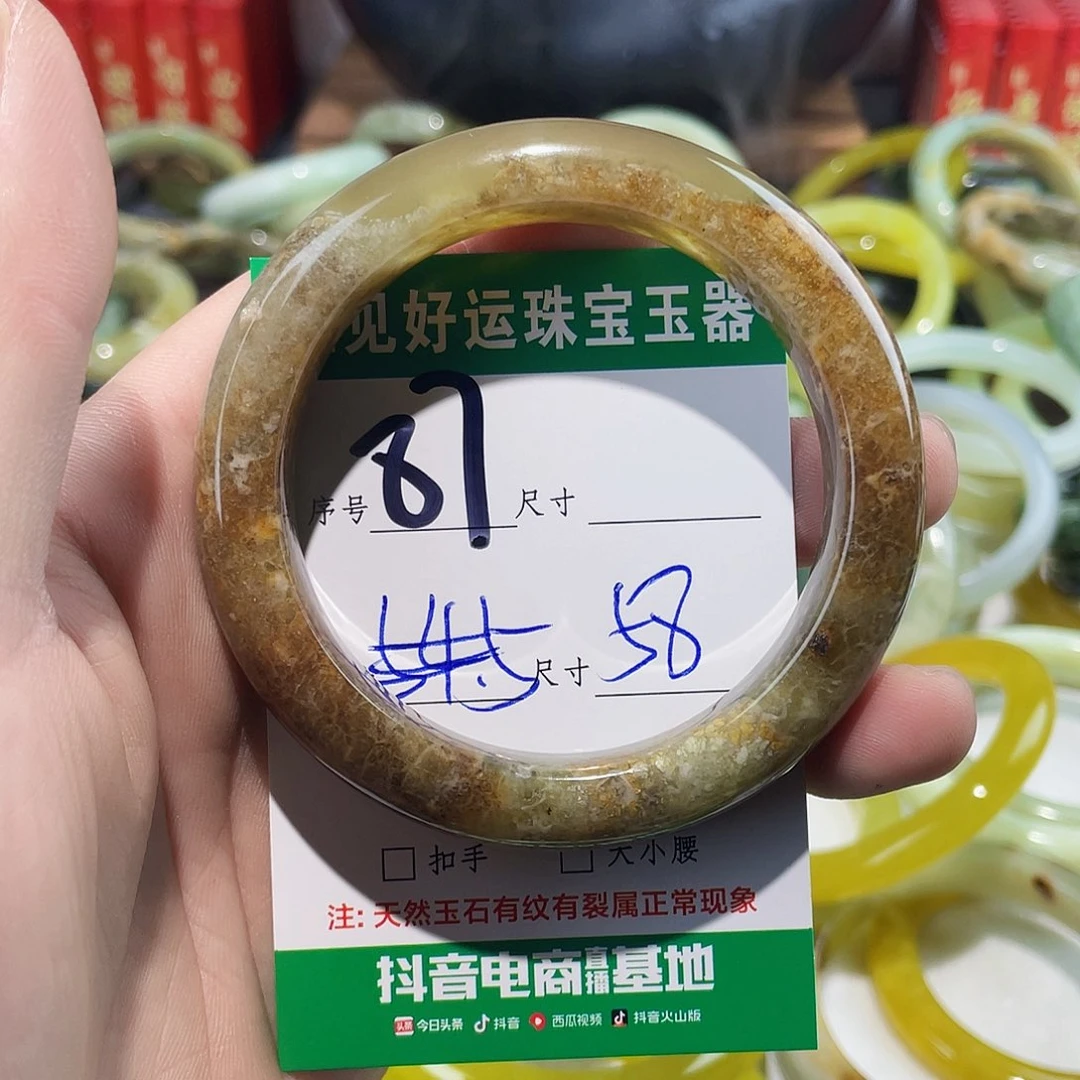 见好运珠宝玉器
序号 87 尺寸
尺寸 58
扣手 大小腰
注: 天然玉石有纹有裂属正常现象
抖音电商直播基地
头条 今日头条 抖音 西瓜视频 抖音火山版